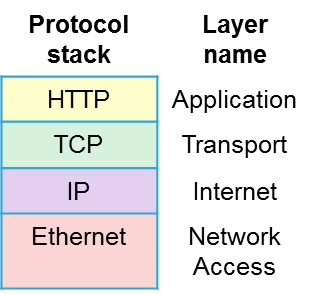 Protocol Layer
stack name
HTTP Application
TCP Transport
IP Internet
Ethernet Network
Access